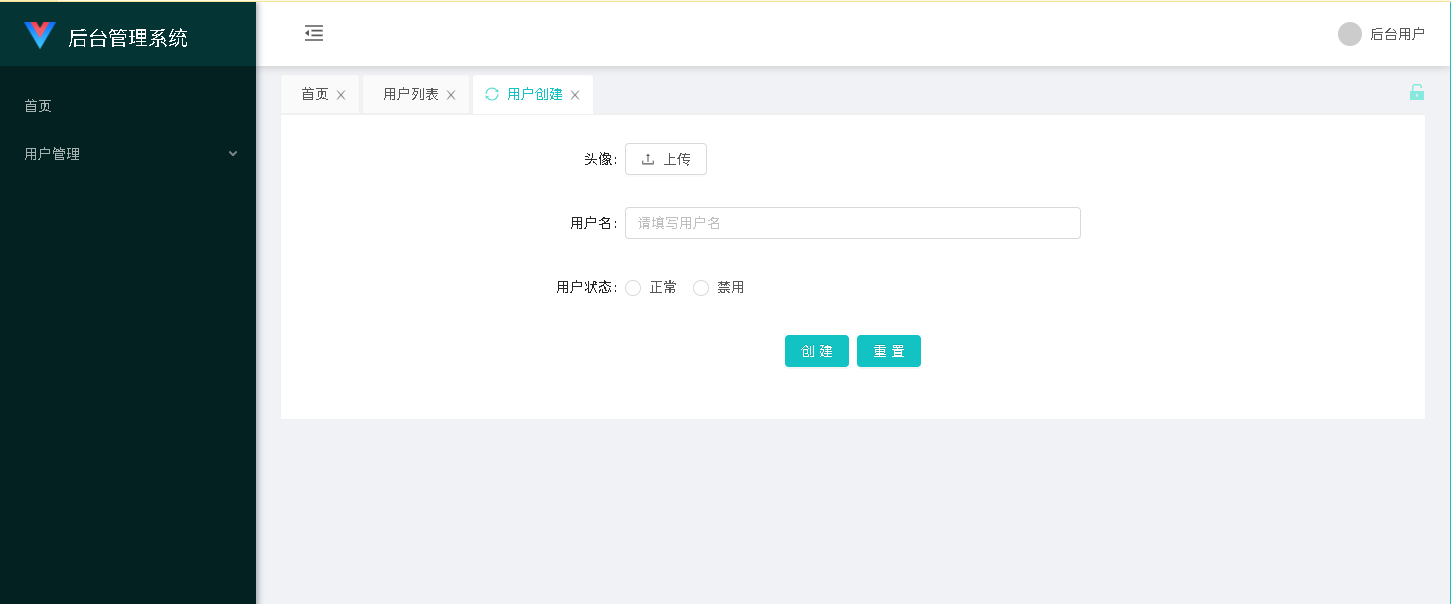 后台管理系统
后台用户
首页
用户管理
首页 用户列表 用户创建
头像: 上传
用户名: 请填写用户名
用户状态: 正常 禁用
创建 重置